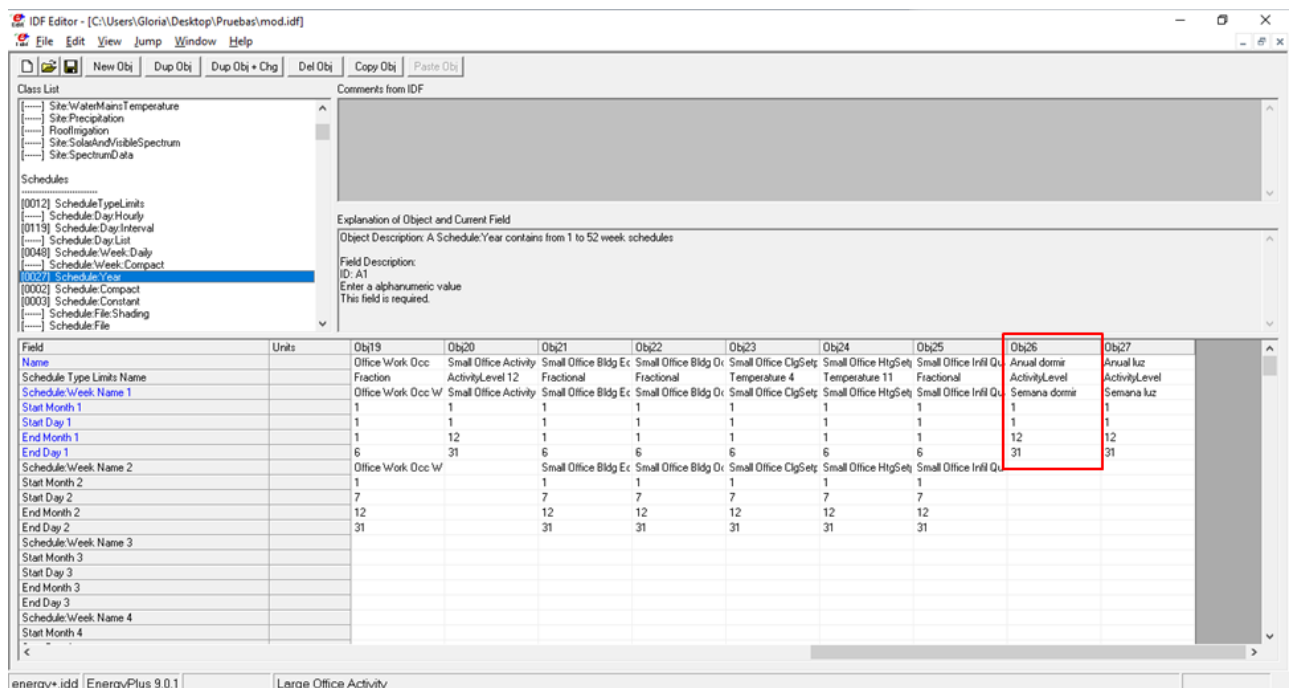 IDF Editor - [C:\Users\Gloria\Desktop\Pruebas\mod.idf]
File Edit View Jump Window Help
New Obj Dup Obj Dup Obj + Chg Del Obj Copy Obj Paste Obj
Class List Comments from IDF
[------] Site:WaterMainsTemperature
[------] Site:Precipitation
[------] RoofIrrigation
[------] Site:SolarAndVisibleSpectrum
[------] Site:SpectrumData
Schedules
--------------------------
[0012] ScheduleTypeLimits
[------] Schedule:Day:Hourly
[0119] Schedule:Day:Interval
[------] Schedule:Day:List
[0048] Schedule:Week:Daily
[------] Schedule:Week:Compact
[0027] Schedule:Year
[0002] Schedule:Compact
[0003] Schedule:Constant
[------] Schedule:File:Shading
[------] Schedule:File
Explanation of Object and Current Field
Object Description: A Schedule:Year contains from 1 to 52 week schedules
Field Description:
ID: A1
Enter a alphanumeric value
This field is required.
Field Units Obj19 Obj20 Obj21 Obj22 Obj23 Obj24 Obj25 Obj26 Obj27
Name Office Work Occ Small Office Activity Small Office Bldg Ec Small Office Bldg Oc Small Office ClgSetp Small Office HtgSetp Small Office Infil Qu Anual dormir Anual luz
Schedule Type Limits Name Fraction ActivityLevel 12 Fractional Fractional Temperature 4 Temperature 11 Fractional ActivityLevel ActivityLevel
Schedule:Week Name 1 Office Work Occ W Small Office Activity Small Office Bldg Ec Small Office Bldg Oc Small Office ClgSetp Small Office HtgSetp Small Office Infil Qu Semana dormir Semana luz
Start Month 1 1 1 1 1 1 1 1 1 1
Start Day 1 1 1 1 1 1 1 1 1 1
End Month 1 1 12 1 1 1 1 1 12 12
End Day 1 6 31 6 6 6 6 6 31 31
Schedule:Week Name 2 Office Work Occ W Small Office Bldg Ec Small Office Bldg Oc Small Office ClgSetp Small Office HtgSetp Small Office Infil Qu
Start Month 2 1 1 1 1 1 1
Start Day 2 7 7 7 7 7 7
End Month 2 12 12 12 12 12 12
End Day 2 31 31 31 31 31 31
Schedule:Week Name 3
Start Month 3
Start Day 3
End Month 3
End Day 3
Schedule:Week Name 4
Start Month 4
energy+.idd EnergyPlus 9.0.1 Large Office Activity